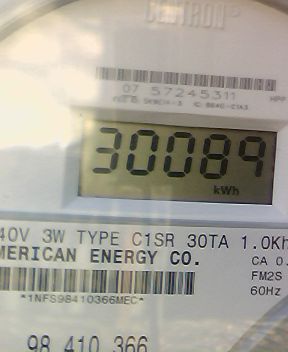 CENTRON®
07 57245311
30089
kWh
40V 3W TYPE C1SR 30TA 1.0Kh
MERICAN ENERGY CO.
CA 0.
FM2S
60Hz
*1NFS98410366MEC*
98 410 366